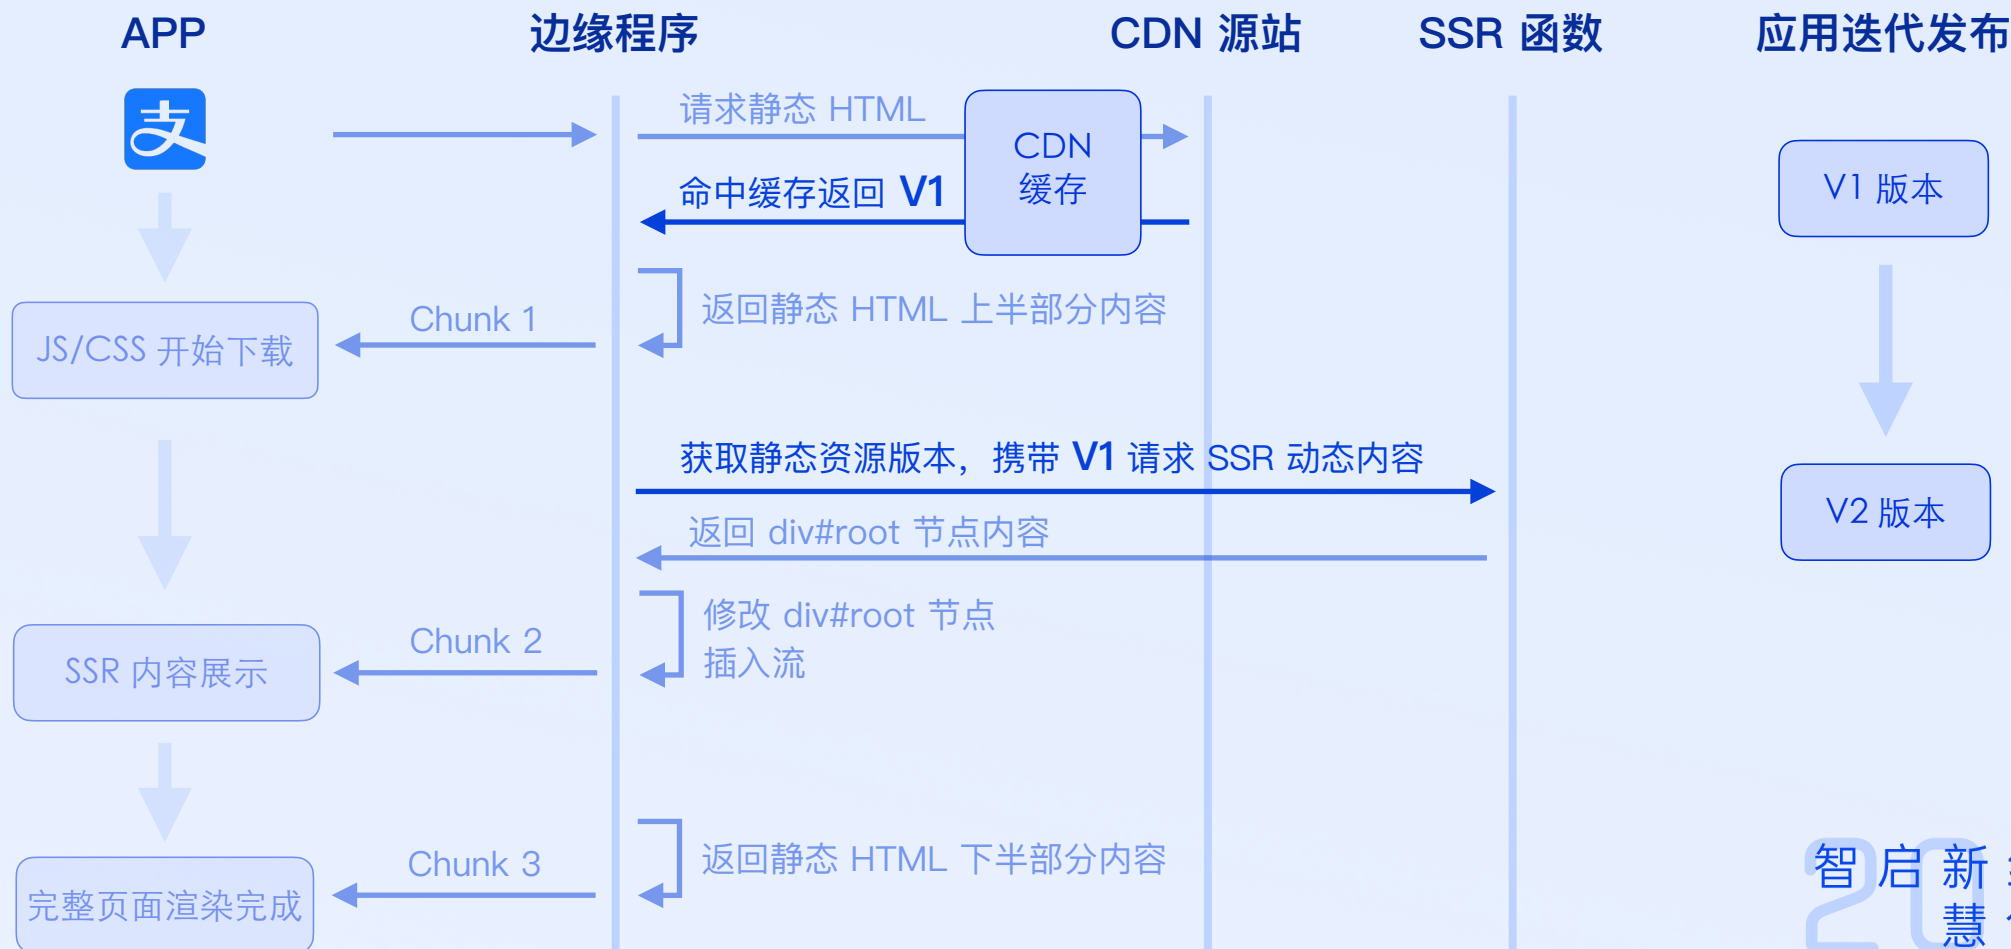 APP
边缘程序
CDN 源站
SSR 函数
应用迭代发布
支
请求静态 HTML
CDN
缓存
命中缓存返回 V1
V1 版本
返回静态 HTML 上半部分内容
Chunk 1
JS/CSS 开始下载
获取静态资源版本，携带 V1 请求 SSR 动态内容
V2 版本
返回 div#root 节点内容
修改 div#root 节点
插入流
Chunk 2
SSR 内容展示
返回静态 HTML 下半部分内容
Chunk 3
完整页面渲染完成
20
智启新
慧